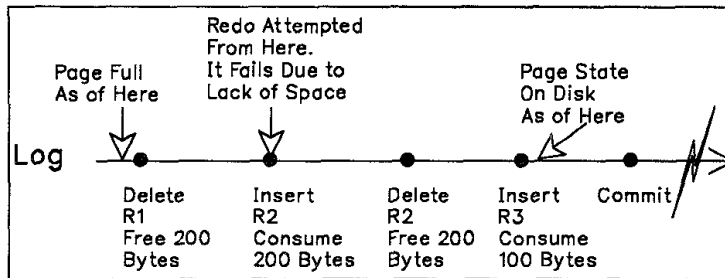 Page Full
As of Here
Redo Attempted
From Here.
It Fails Due to
Lack of Space
Page State
On Disk
As of Here
Log
Delete
R1
Free 200
Bytes
Insert
R2
Consume
200 Bytes
Delete
R2
Free 200
Bytes
Insert
R3
Consume
100 Bytes
Commit